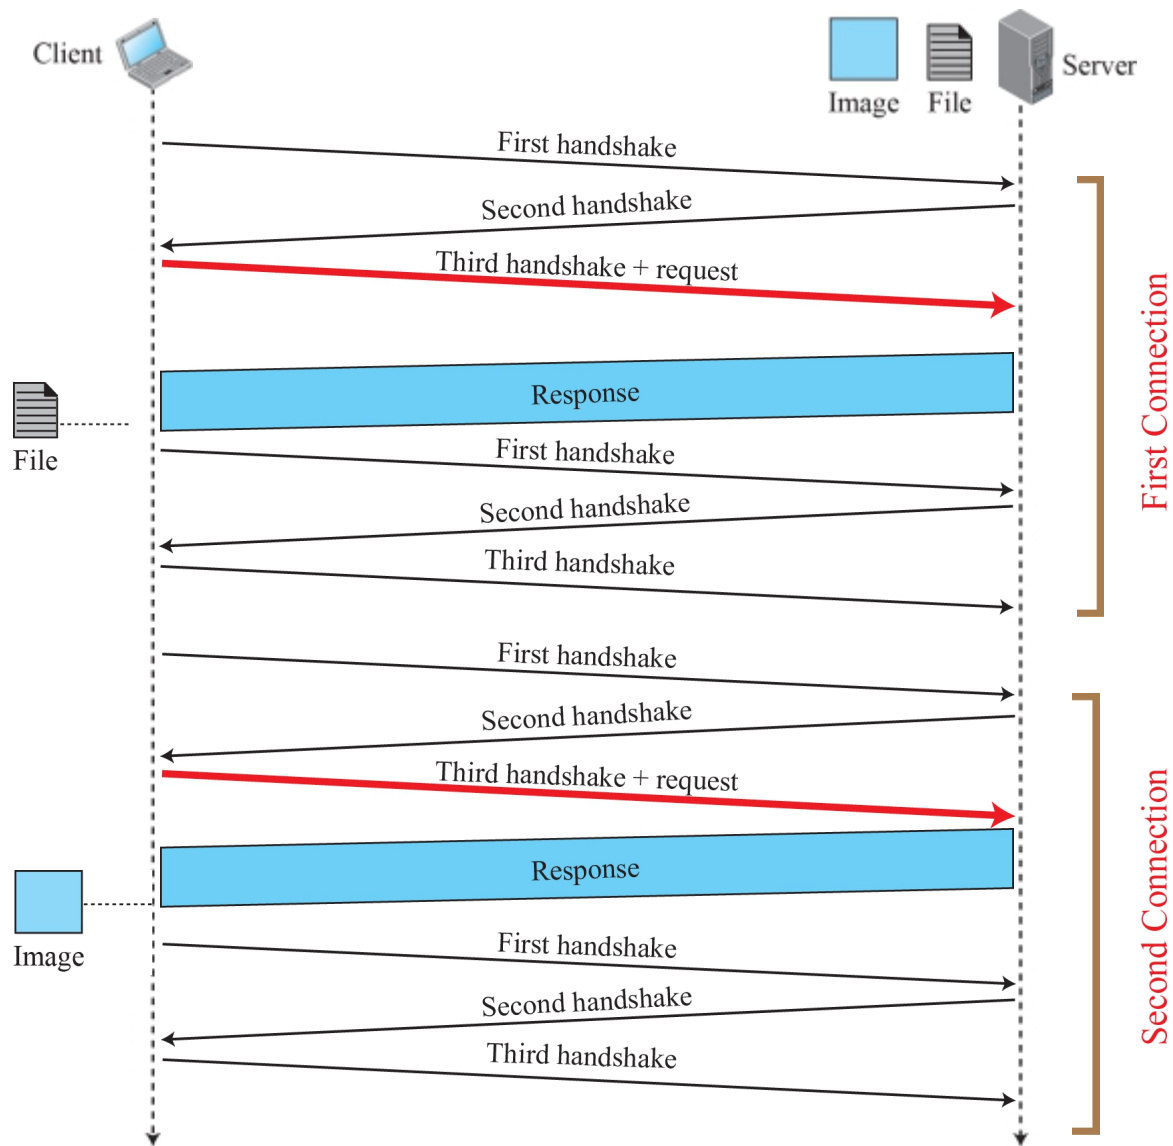 Client
Image
File
Server
First handshake
Second handshake
Third handshake + request
Response
File
First handshake
Second handshake
Third handshake
First Connection
First handshake
Second handshake
Third handshake + request
Response
Image
First handshake
Second handshake
Third handshake
Second Connection